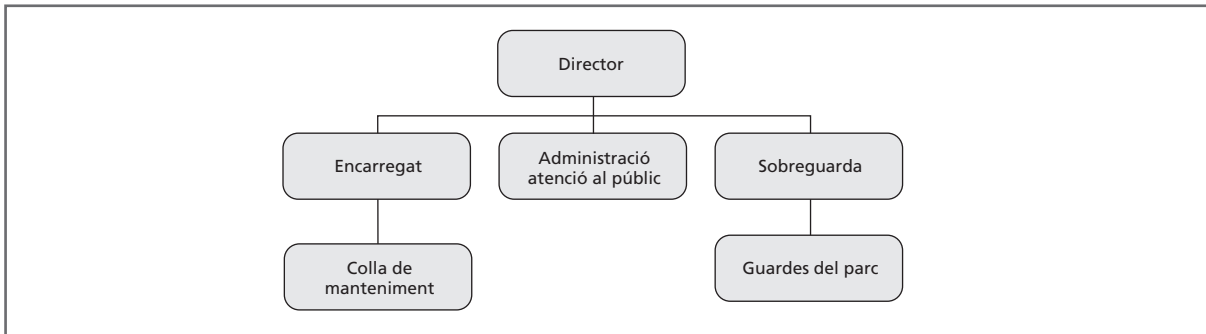 Director
Encarregat
Administració
atenció al públic
Sobreguarda
Colla de
manteniment
Guardes del parc